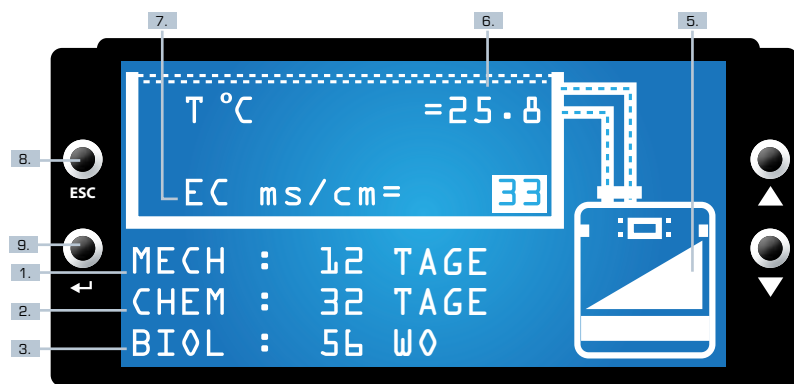 7. 6. 5.
T °C =25.8
8.
ESC
EC ms/cm= 33
9.
MECH : 12 TAGE
1.
CHEM : 32 TAGE
2.
BIOL : 56 WO
3.